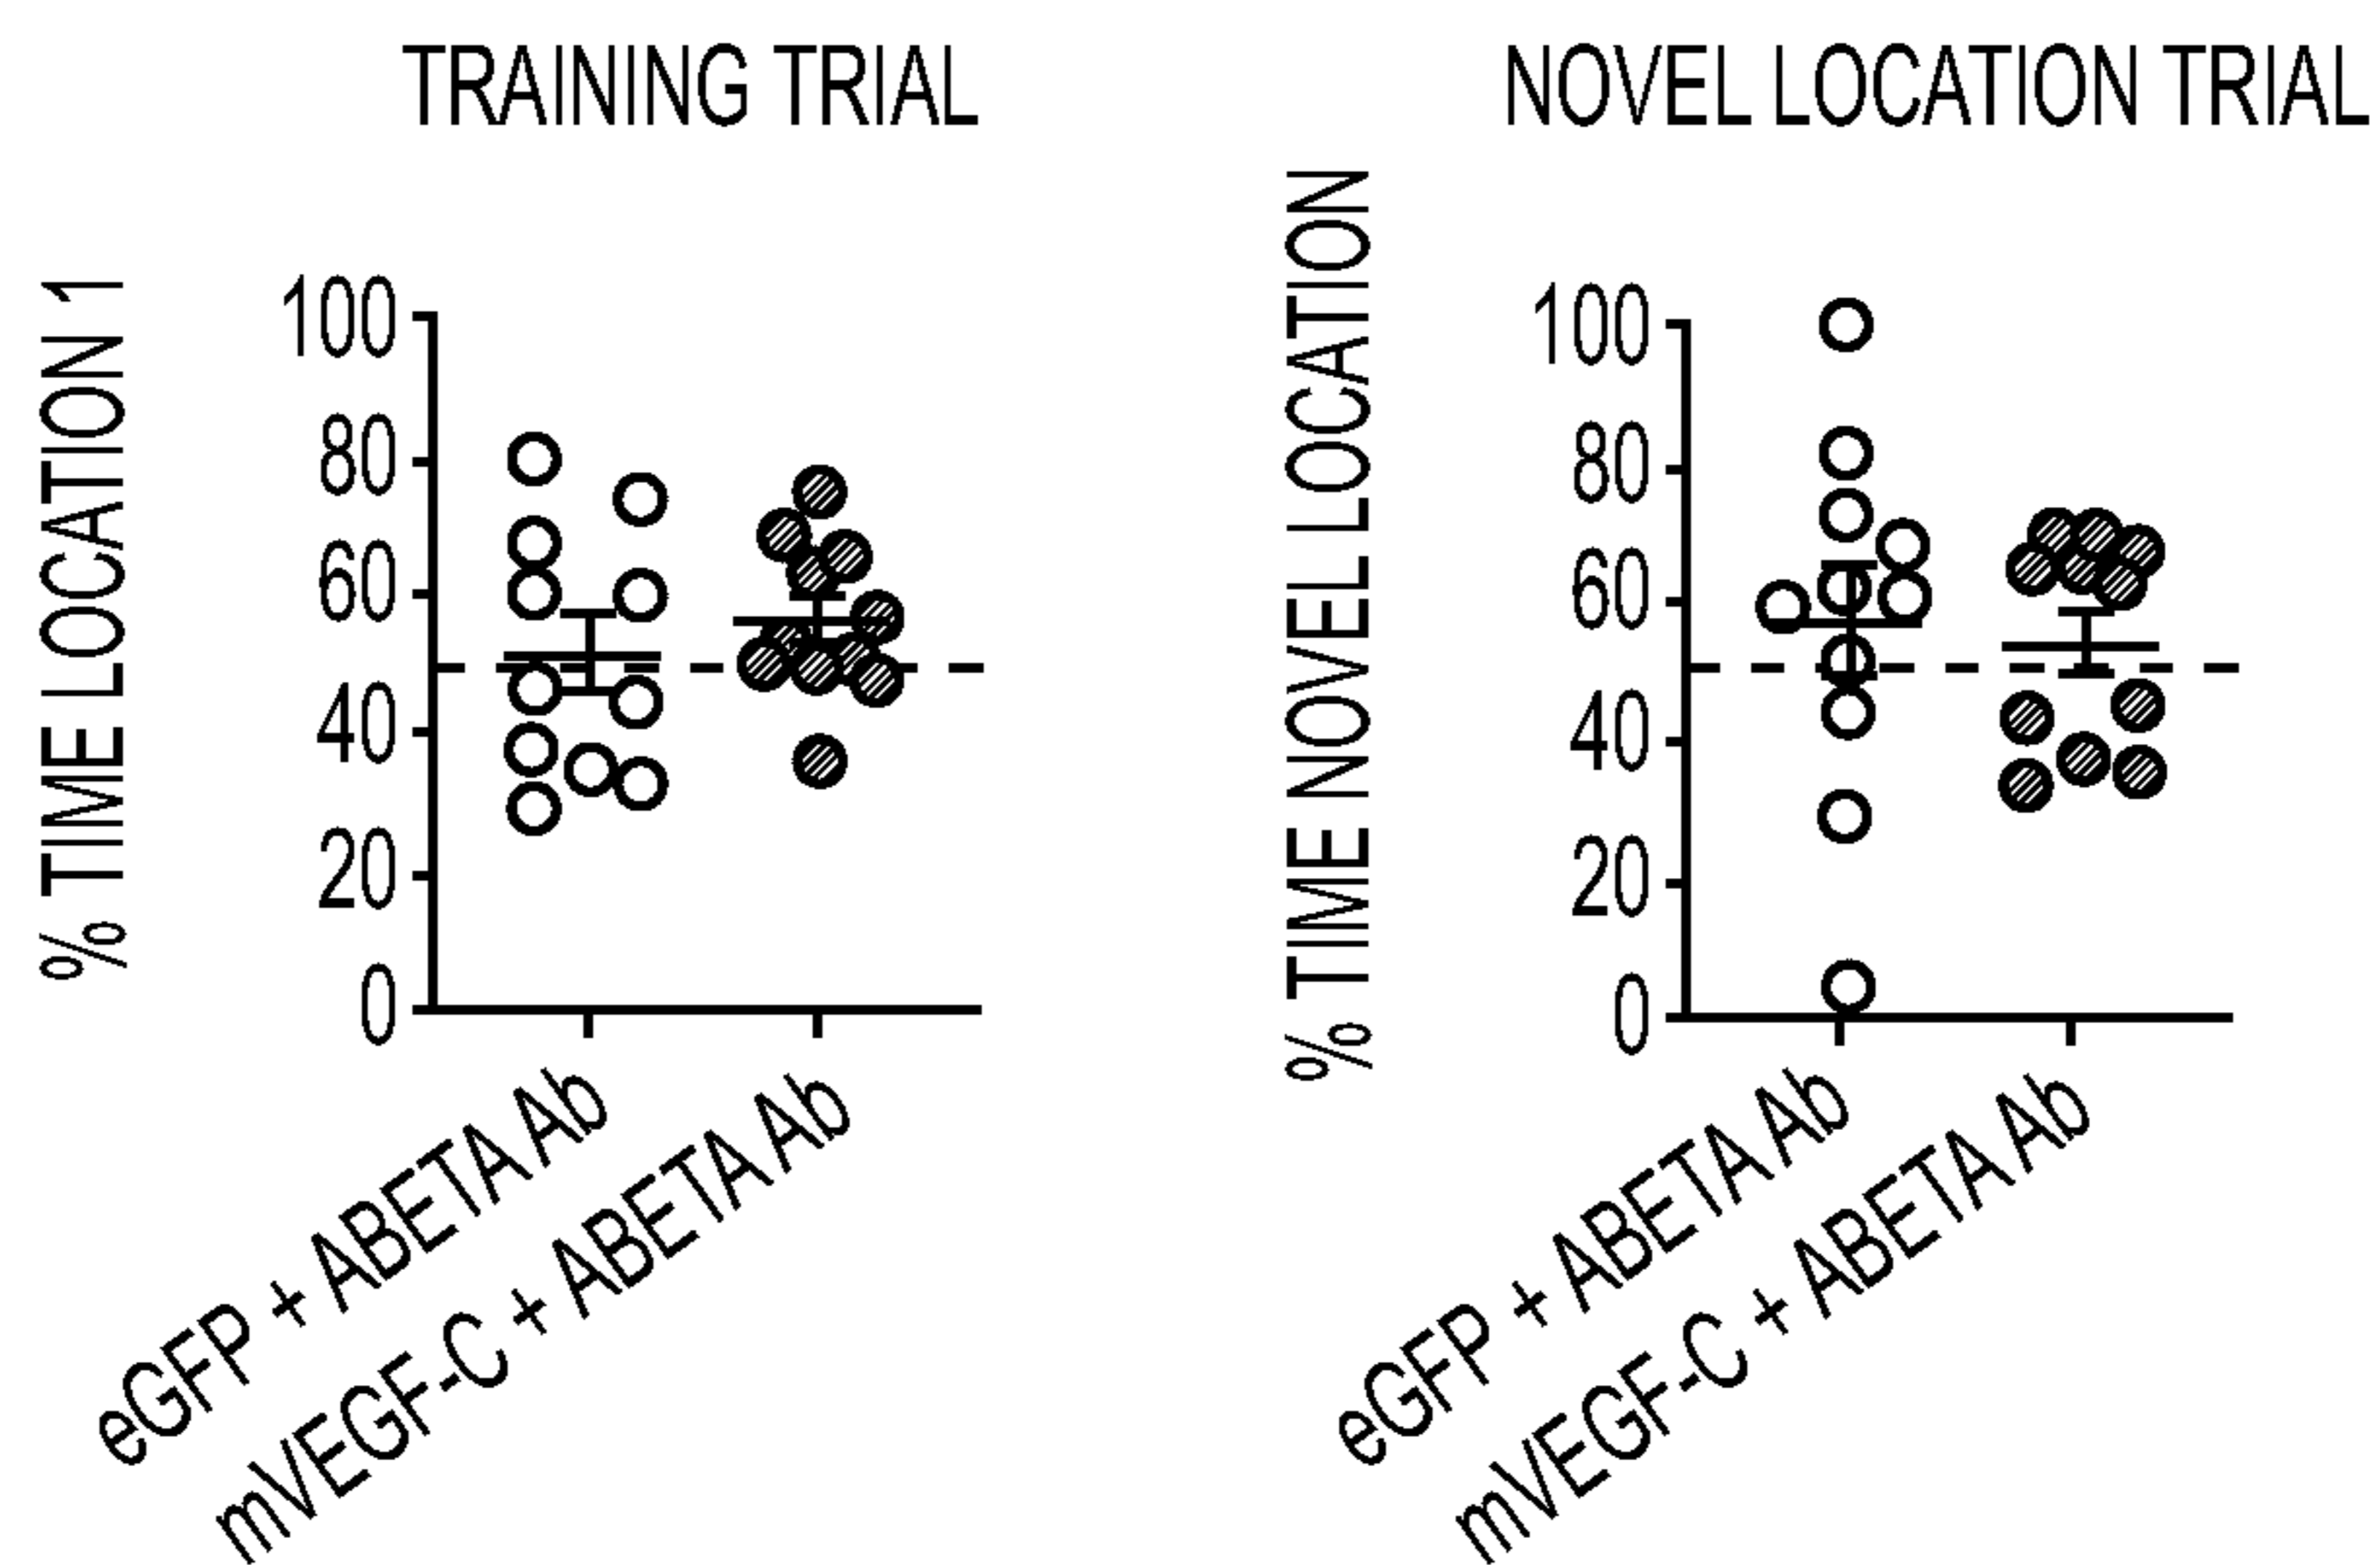 TRAINING TRIAL
% TIME LOCATION 1
100
80
60
40
20
0
eGFP + ABETA Ab
mVEGF-C + ABETA Ab
NOVEL LOCATION TRIAL
% TIME NOVEL LOCATION
100
80
60
40
20
0
eGFP + ABETA Ab
mVEGF-C + ABETA Ab